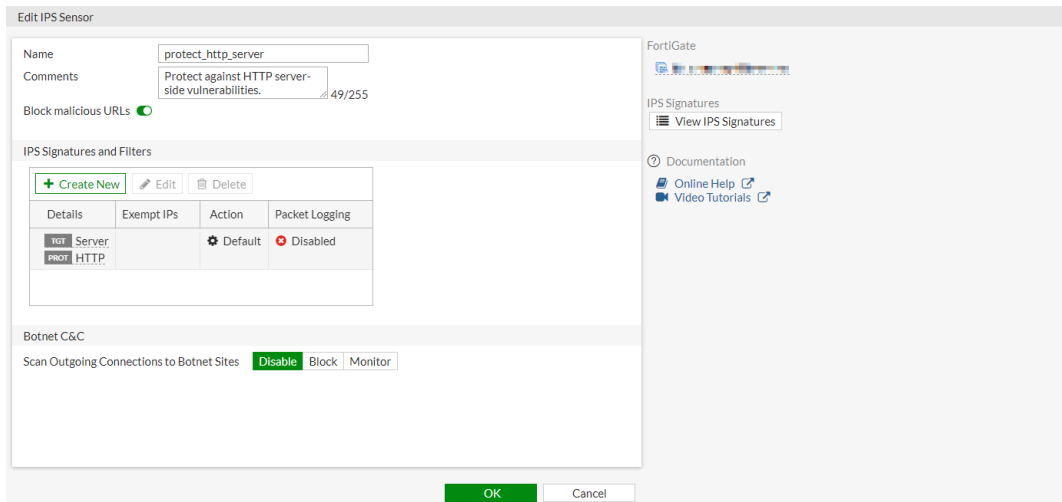 Edit IPS Sensor
Name
protect_http_server
Comments
Protect against HTTP server-
side vulnerabilities.
49/255
Block malicious URLs
IPS Signatures and Filters
Create New
Edit
Delete
Details
Exempt IPs
Action
Packet Logging
TGT Server
PROT HTTP
Default
Disabled
Botnet C&C
Scan Outgoing Connections to Botnet Sites
Disable
Block
Monitor
OK
Cancel
FortiGate
IPS Signatures
View IPS Signatures
Documentation
Online Help
Video Tutorials